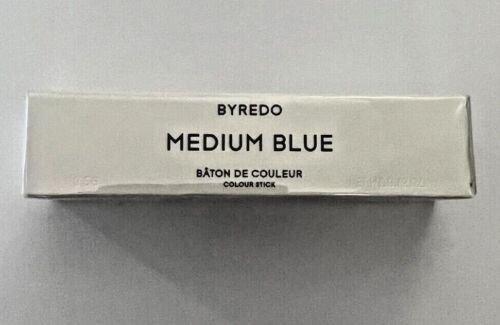 BYREDO
MEDIUM BLUE
BÂTON DE COULEUR
COLOUR STICK